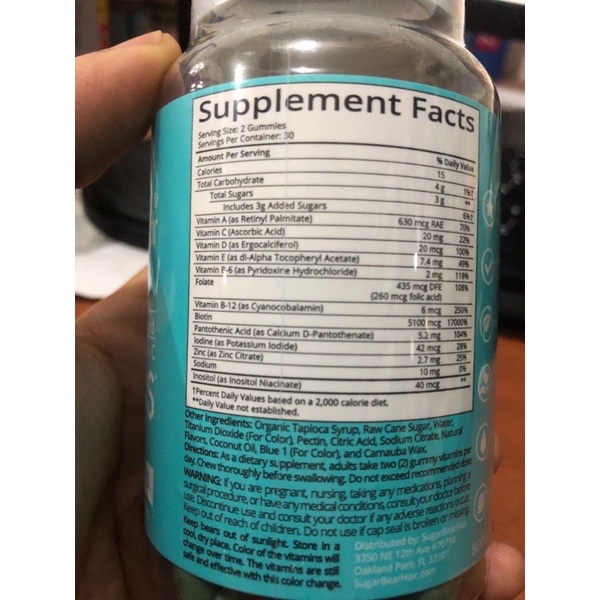 Supplement Facts
Serving Size: 2 Gummies
Servings Per Container: 30
Amount Per Serving % Daily Value
Calories 15
Total Carbohydrate 4 g 1%†
Total Sugars 3 g **
Includes 3g Added Sugars 6%†
Vitamin A (as Retinyl Palmitate) 630 mcg RAE 70%
Vitamin C (Ascorbic Acid) 20 mg 22%
Vitamin D (as Ergocalciferol) 20 mcg 100%
Vitamin E (as dl-Alpha Tocopheryl Acetate) 7.4 mg 49%
Vitamin B-6 (as Pyridoxine Hydrochloride) 2 mg 118%
Folate 435 mcg DFE 108%
(260 mcg folic acid)
Vitamin B-12 (as Cyanocobalamin) 6 mcg 250%
Biotin 5100 mcg 17000%
Pantothenic Acid (as Calcium D-Pantothenate) 5.2 mg 104%
Iodine (as Potassium Iodide) 42 mcg 28%
Zinc (as Zinc Citrate) 2.7 mg 25%
Sodium 10 mg 0%
Inositol (as Inositol Niacinate) 40 mcg **
†Percent Daily Values based on a 2,000 calorie diet.
**Daily Value not established.
Other Ingredients: Organic Tapioca Syrup, Raw Cane Sugar, Water,
Titanium Dioxide (For Color), Pectin, Citric Acid, Sodium Citrate, Natural
Flavors, Coconut Oil, Blue 1 (For Color), and Carnauba Wax.
Directions: As a dietary supplement, adults take two (2) gummy vitamins per
day. Chew thoroughly before swallowing. Do not exceed recommended dose.
WARNING: If you are pregnant, nursing, taking any medications, planning a
surgical procedure, or have any medical conditions, consult your doctor before
use. Discontinue use and consult your doctor if any adverse reactions occur.
Keep out of reach of children. Do not use if cap seal is broken or missing.
Keep bears out of sunlight. Store in a
cool, dry place. Color of the vitamins will
change over time. The vitamins are still
safe and effective with this color change.
Distributed by: SugarBearHair
3350 NE 12th Ave #70710
Oakland Park, FL 33307
SugarBearHair.com